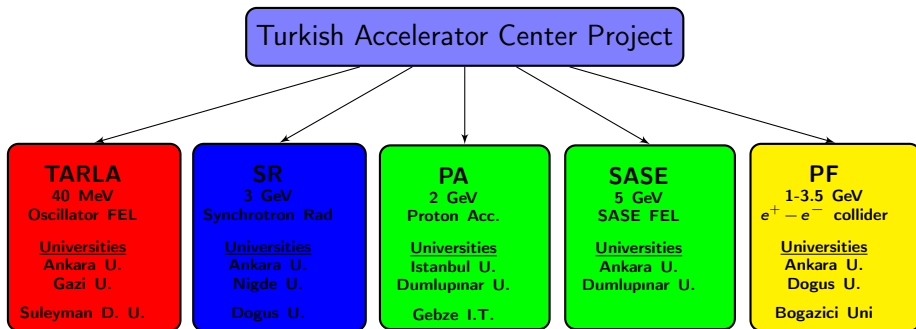 Turkish Accelerator Center Project
TARLA
40 MeV
Oscillator FEL
Universities
Ankara U.
Gazi U.
Suleyman D. U.
SR
3 GeV
Synchrotron Rad
Universities
Ankara U.
Nigde U.
Dogus U.
PA
2 GeV
Proton Acc.
Universities
Istanbul U.
Dumlupınar U.
Gebze I.T.
SASE
5 GeV
SASE FEL
Universities
Ankara U.
Dumlupınar U.
PF
1-3.5 GeV
e⁺ − e⁻ collider
Universities
Ankara U.
Dogus U.
Bogazici Uni